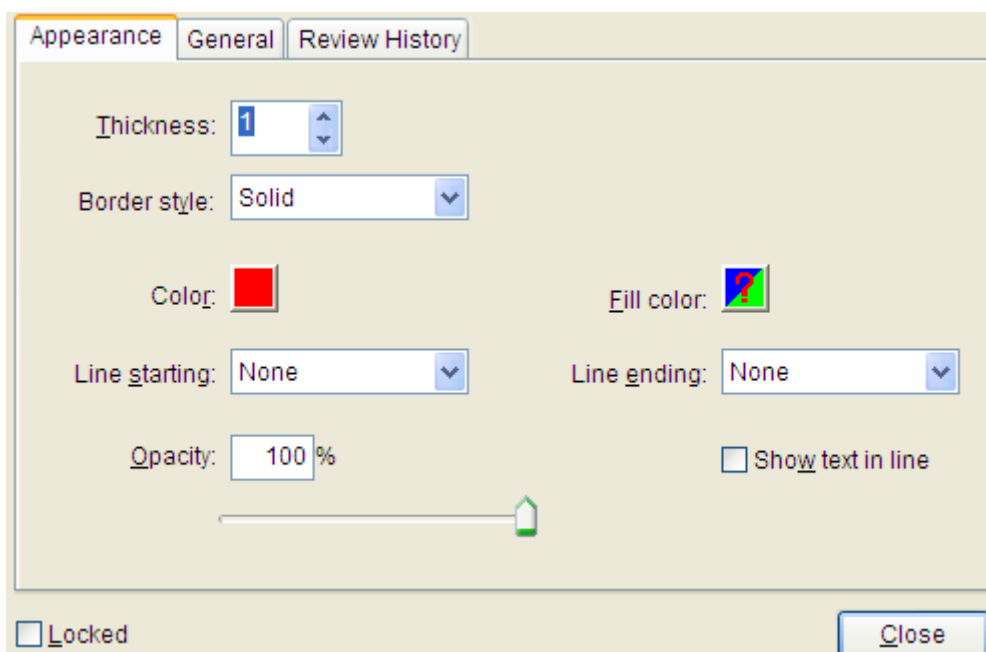 Appearance General Review History
Thickness: 1
Border style: Solid
Color: Fill color: ?
Line starting: None Line ending: None
Opacity: 100 % Show text in line
Locked Close